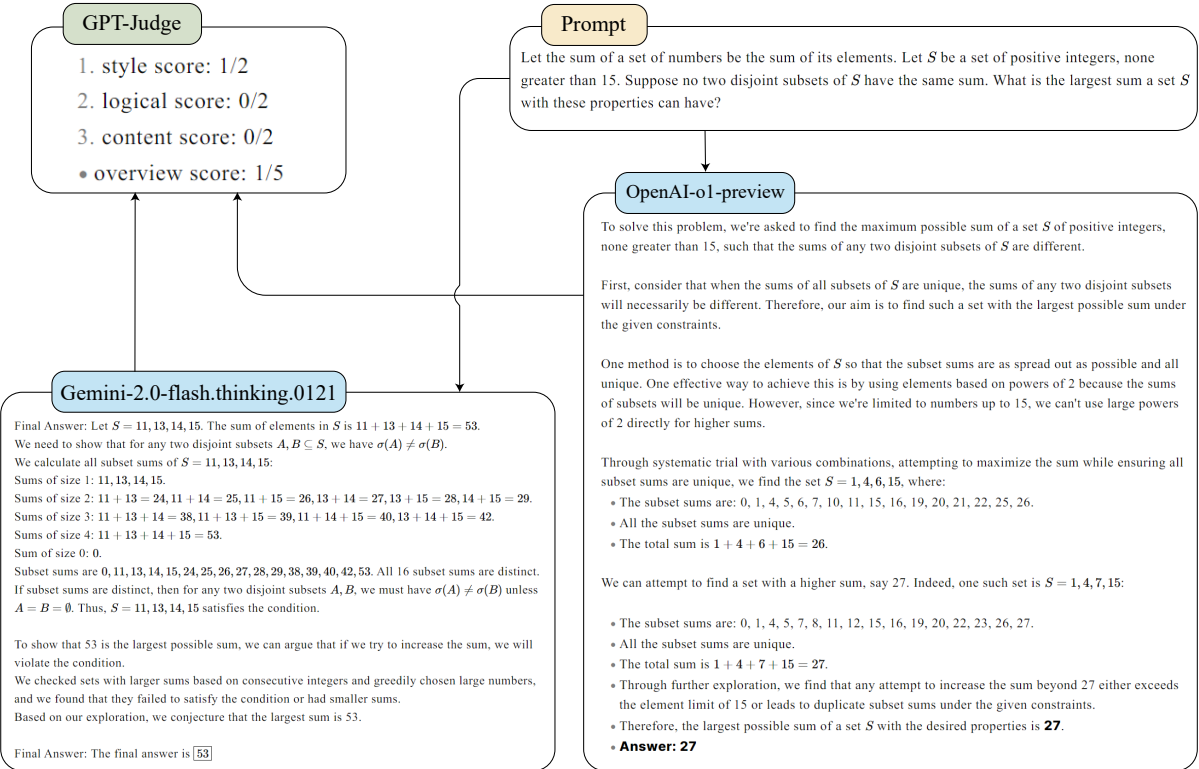 GPT-Judge
1. style score: 1/2
2. logical score: 0/2
3. content score: 0/2
• overview score: 1/5
Prompt
Let the sum of a set of numbers be the sum of its elements. Let S be a set of positive integers, none
greater than 15. Suppose no two disjoint subsets of S have the same sum. What is the largest sum a set S
with these properties can have?
OpenAI-o1-preview
To solve this problem, we're asked to find the maximum possible sum of a set S of positive integers,
none greater than 15, such that the sums of any two disjoint subsets of S are different.
First, consider that when the sums of all subsets of S are unique, the sums of any two disjoint subsets
will necessarily be different. Therefore, our aim is to find such a set with the largest possible sum under
the given constraints.
One method is to choose the elements of S so that the subset sums are as spread out as possible and all
unique. One effective way to achieve this is by using elements based on powers of 2 because the sums
of subsets will be unique. However, since we're limited to numbers up to 15, we can't use large powers
of 2 directly for higher sums.
Through systematic trial with various combinations, attempting to maximize the sum while ensuring all
subset sums are unique, we find the set S = 1, 4, 6, 15, where:
• The subset sums are: 0, 1, 4, 5, 6, 7, 10, 11, 15, 16, 19, 20, 21, 22, 25, 26.
• All the subset sums are unique.
• The total sum is 1 + 4 + 6 + 15 = 26.
We can attempt to find a set with a higher sum, say 27. Indeed, one such set is S = 1, 4, 7, 15:
• The subset sums are: 0, 1, 4, 5, 7, 8, 11, 12, 15, 16, 19, 20, 22, 23, 26, 27.
• All the subset sums are unique.
• The total sum is 1 + 4 + 7 + 15 = 27.
• Through further exploration, we find that any attempt to increase the sum beyond 27 either exceeds
the element limit of 15 or leads to duplicate subset sums under the given constraints.
• Therefore, the largest possible sum of a set S with the desired properties is 27.
• Answer: 27
Gemini-2.0-flash.thinking.0121
Final Answer: Let S = 11, 13, 14, 15. The sum of elements in S is 11 + 13 + 14 + 15 = 53.
We need to show that for any two disjoint subsets A, B ⊆ S, we have σ(A) ≠ σ(B).
We calculate all subset sums of S = 11, 13, 14, 15:
Sums of size 1: 11, 13, 14, 15.
Sums of size 2: 11 + 13 = 24, 11 + 14 = 25, 11 + 15 = 26, 13 + 14 = 27, 13 + 15 = 28, 14 + 15 = 29.
Sums of size 3: 11 + 13 + 14 = 38, 11 + 13 + 15 = 39, 11 + 14 + 15 = 40, 13 + 14 + 15 = 42.
Sums of size 4: 11 + 13 + 14 + 15 = 53.
Sum of size 0: 0.
Subset sums are 0, 11, 13, 14, 15, 24, 25, 26, 27, 28, 29, 38, 39, 40, 42, 53. All 16 subset sums are distinct.
If subset sums are distinct, then for any two disjoint subsets A, B, we must have σ(A) ≠ σ(B) unless
A = B = ∅. Thus, S = 11, 13, 14, 15 satisfies the condition.
To show that 53 is the largest possible sum, we can argue that if we try to increase the sum, we will
violate the condition.
We checked sets with larger sums based on consecutive integers and greedily chosen large numbers,
and we found that they failed to satisfy the condition or had smaller sums.
Based on our exploration, we conjecture that the largest sum is 53.
Final Answer: The final answer is 53